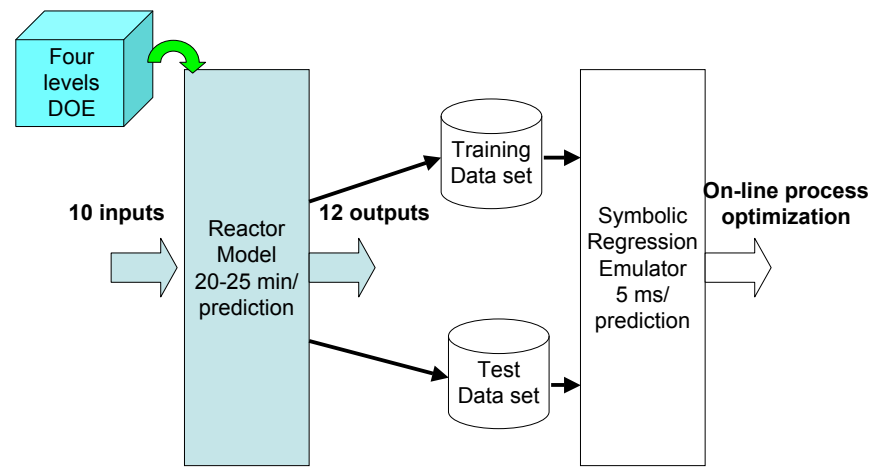 Four
levels
DOE
10 inputs
Reactor
Model
20-25 min/
prediction
12 outputs
Training
Data set
Test
Data set
Symbolic
Regression
Emulator
5 ms/
prediction
On-line process
optimization